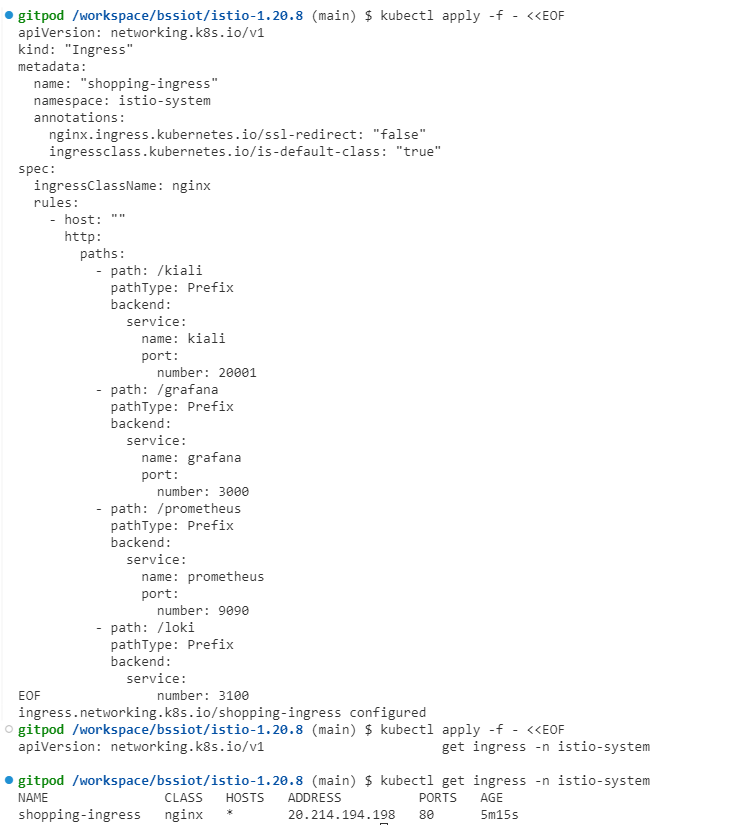 gitpod /workspace/bssiot/istio-1.20.8 (main) $ kubectl apply -f - <<EOF
apiVersion: networking.k8s.io/v1
kind: "Ingress"
metadata:
  name: "shopping-ingress"
  namespace: istio-system
  annotations:
    nginx.ingress.kubernetes.io/ssl-redirect: "false"
    ingressclass.kubernetes.io/is-default-class: "true"
spec:
  ingressClassName: nginx
  rules:
    - host: ""
      http:
        paths:
          - path: /kiali
            pathType: Prefix
            backend:
              service:
                name: kiali
                port:
                  number: 20001
          - path: /grafana
            pathType: Prefix
            backend:
              service:
                name: grafana
                port:
                  number: 3000
          - path: /prometheus
            pathType: Prefix
            backend:
              service:
                name: prometheus
                port:
                  number: 9090
          - path: /loki
            pathType: Prefix
            backend:
              service:
EOF               number: 3100
ingress.networking.k8s.io/shopping-ingress configured
gitpod /workspace/bssiot/istio-1.20.8 (main) $ kubectl apply -f - <<EOF
apiVersion: networking.k8s.io/v1                       get ingress -n istio-system
gitpod /workspace/bssiot/istio-1.20.8 (main) $ kubectl get ingress -n istio-system
NAME               CLASS   HOSTS   ADDRESS          PORTS   AGE
shopping-ingress   nginx   *       20.214.194.198   80      5m15s